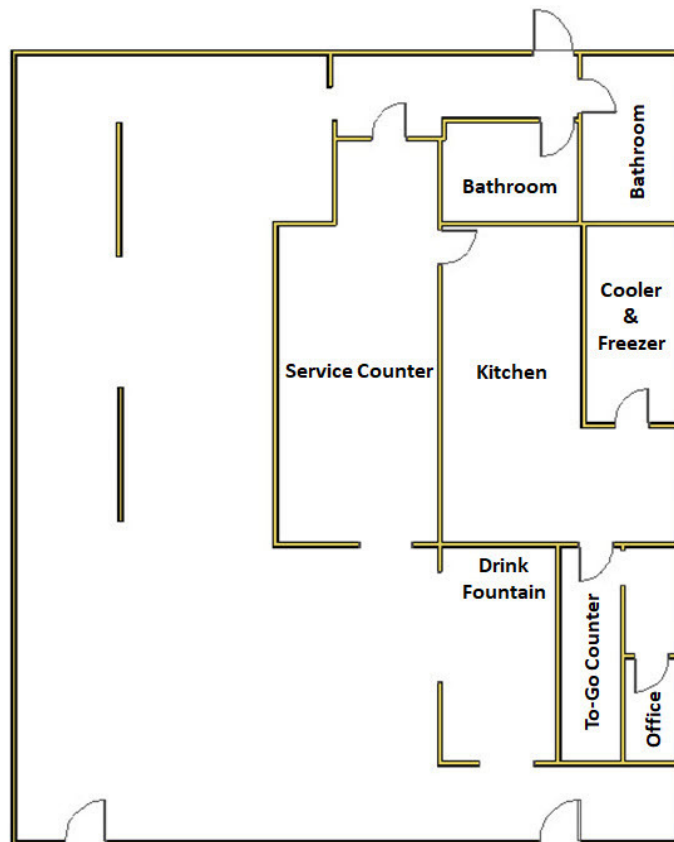 Bathroom
Bathroom
Cooler
&
Freezer
Service Counter
Kitchen
Drink
Fountain
To-Go Counter
Office